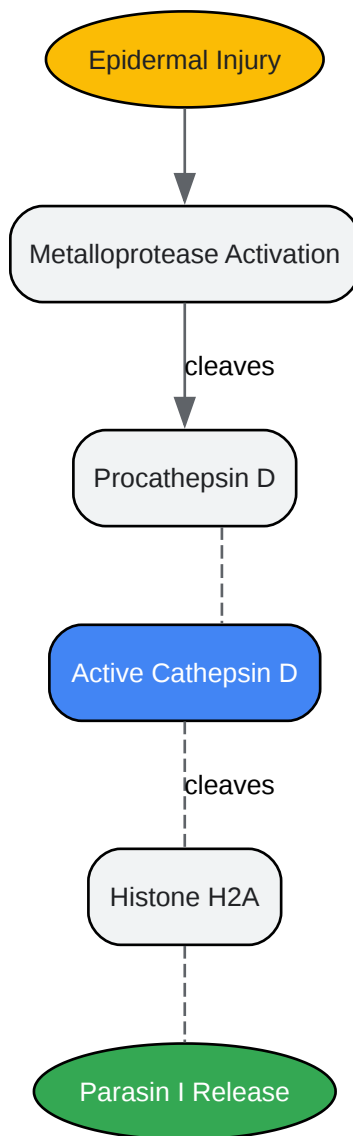 Epidermal Injury
Metalloprotease Activation
cleaves
Procathepsin D
Active Cathepsin D
cleaves
Histone H2A
Parasin I Release